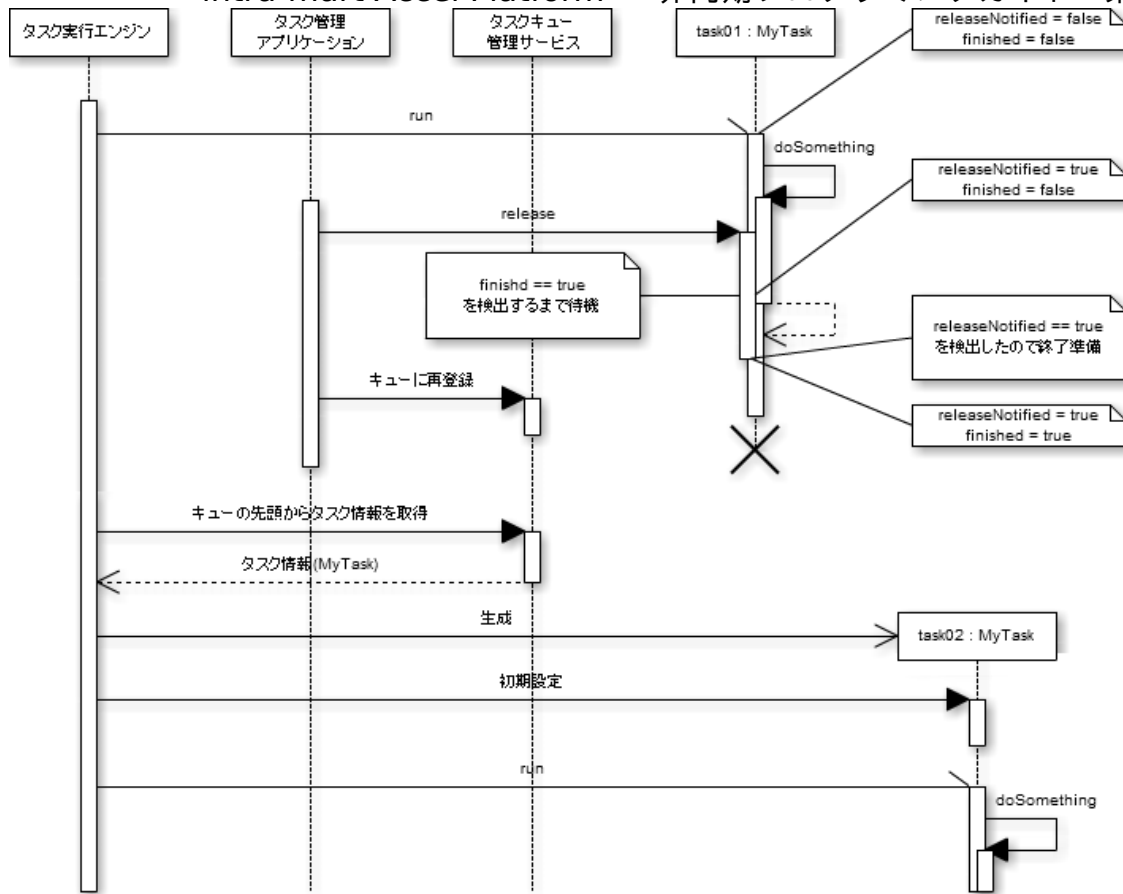 タスク実行エンジン
タスク管理
アプリケーション
タスクキュー
管理サービス
task01 : MyTask
releaseNotified = false
finished = false
run
doSomething
releaseNotified = true
finished = false
release
finishd == true
を検出するまで待機
releaseNotified == true
を検出したので終了準備
キューに再登録
releaseNotified = true
finished = true
キューの先頭からタスク情報を取得
タスク情報(MyTask)
生成
task02 : MyTask
初期設定
run
doSomething